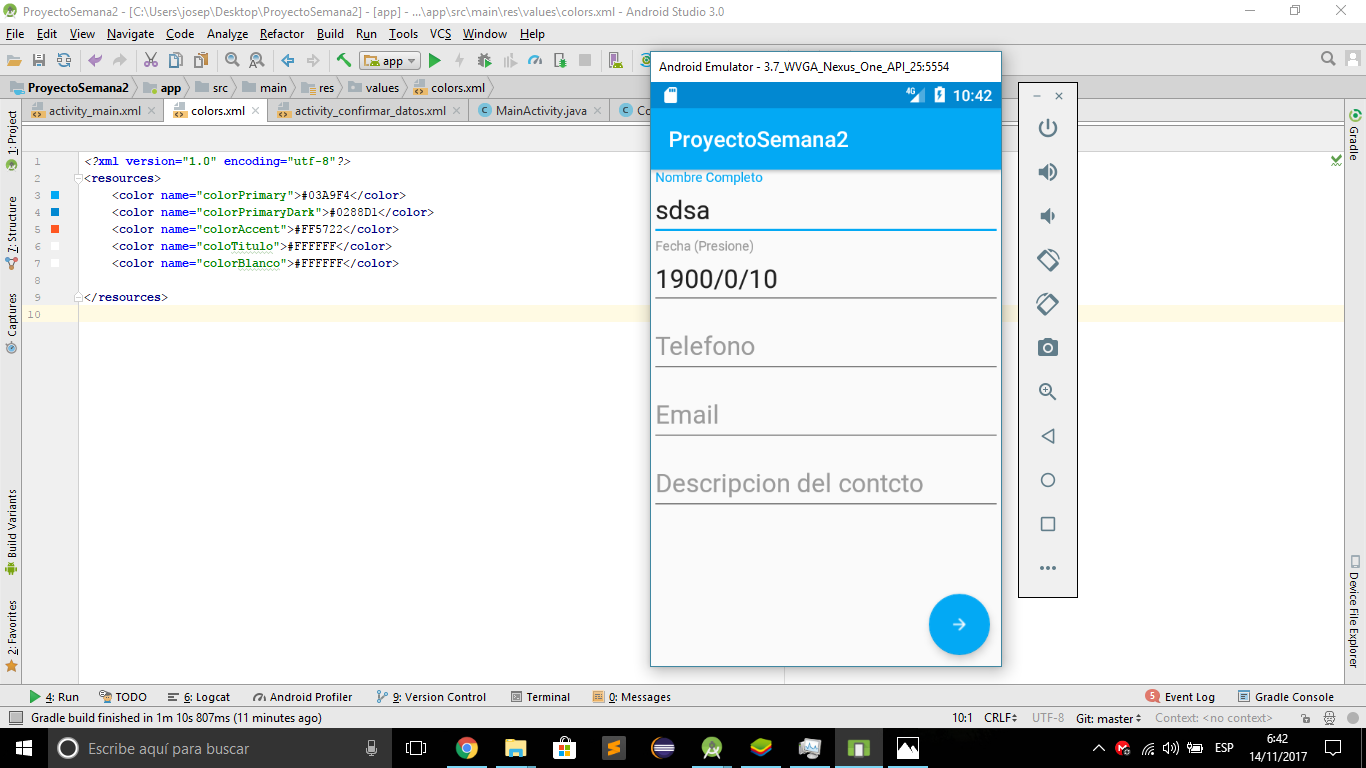 ProyectoSemana2 - [C:\Users\josep\Desktop\ProyectoSemana2] - [app] - ...\app\src\main\res\values\colors.xml - Android Studio 3.0
File Edit View Navigate Code Analyze Refactor Build Run Tools VCS Window Help
app
ProyectoSemana2 app src main res values colors.xml
activity_main.xml colors.xml activity_confirmar_datos.xml MainActivity.java Co
1 <?xml version="1.0" encoding="utf-8"?>
2 <resources>
3 <color name="colorPrimary">#03A9F4</color>
4 <color name="colorPrimaryDark">#0288D1</color>
5 <color name="colorAccent">#FF5722</color>
6 <color name="coloTitulo">#FFFFFF</color>
7 <color name="colorBlanco">#FFFFFF</color>
8
9 </resources>
10
1: Project
7: Structure
Captures
Build Variants
2: Favorites
Android Emulator - 3.7_WVGA_Nexus_One_API_25:5554
4G 10:42
ProyectoSemana2
Nombre Completo
sdsa
Fecha (Presione)
1900/0/10
Telefono
Email
Descripcion del contcto
Gradle
Device File Explorer
4: Run TODO 6: Logcat Android Profiler 9: Version Control Terminal 0: Messages 5 Event Log Gradle Console
Gradle build finished in 1m 10s 807ms (11 minutes ago) 10:1 CRLF UTF-8 Git: master Context: <no context>
Escribe aquí para buscar ESP 6:42
14/11/2017